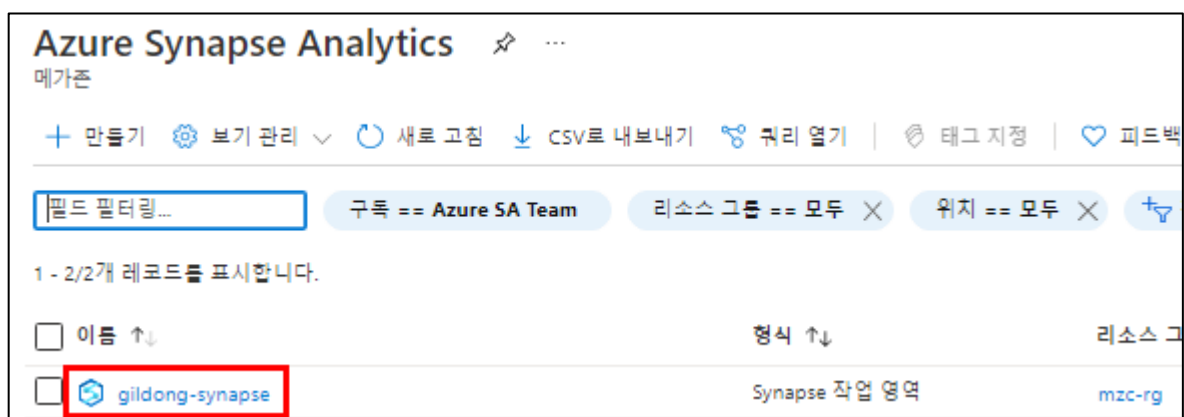 Azure Synapse Analytics ...
메가존
만들기 보기 관리 새로 고침 CSV로 내보내기 쿼리 열기 태그 지정 피드백
필드 필터링... 구독 == Azure SA Team 리소스 그룹 == 모두 위치 == 모두
1 - 2/2개 레코드를 표시합니다.
이름 형식 리소스 그
gildong-synapse Synapse 작업 영역 mzc-rg